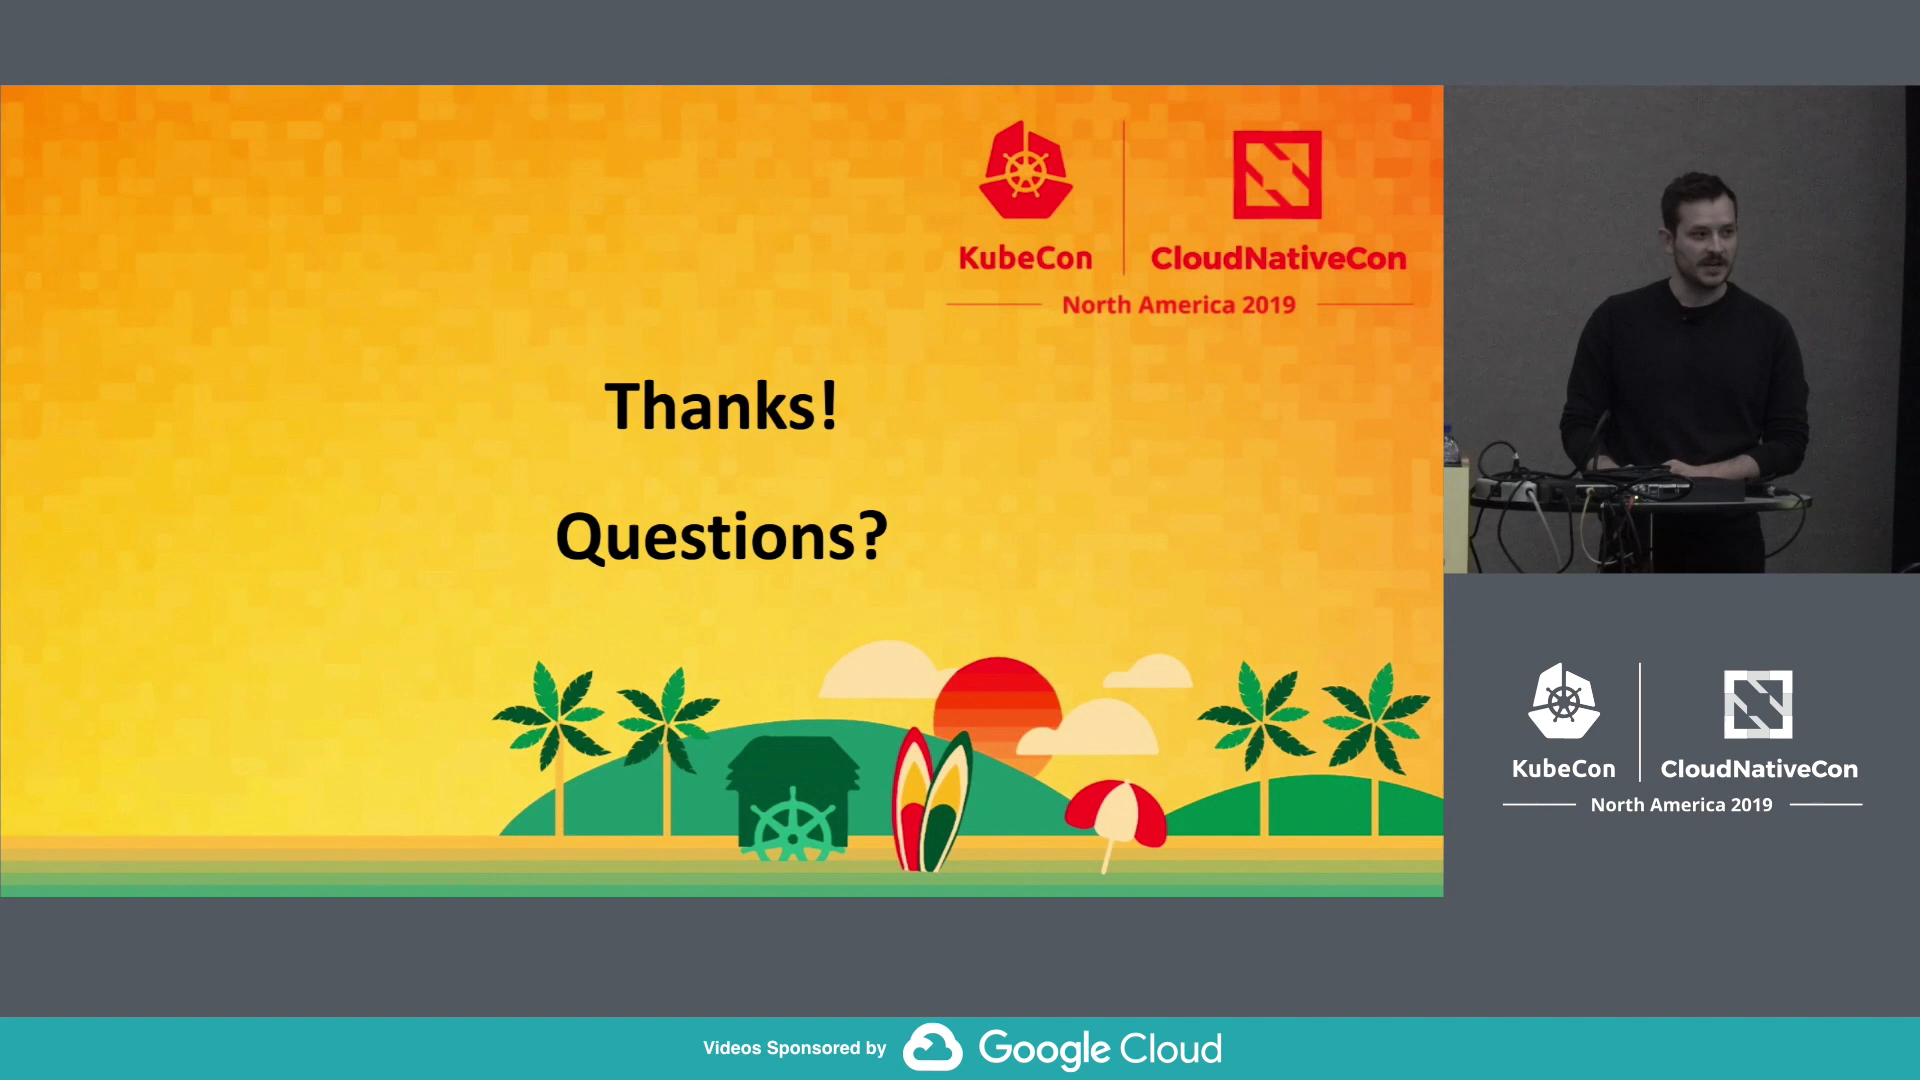 KubeCon
CloudNativeCon
North America 2019
Thanks!
Questions?
KubeCon
CloudNativeCon
North America 2019
Videos Sponsored by Google Cloud